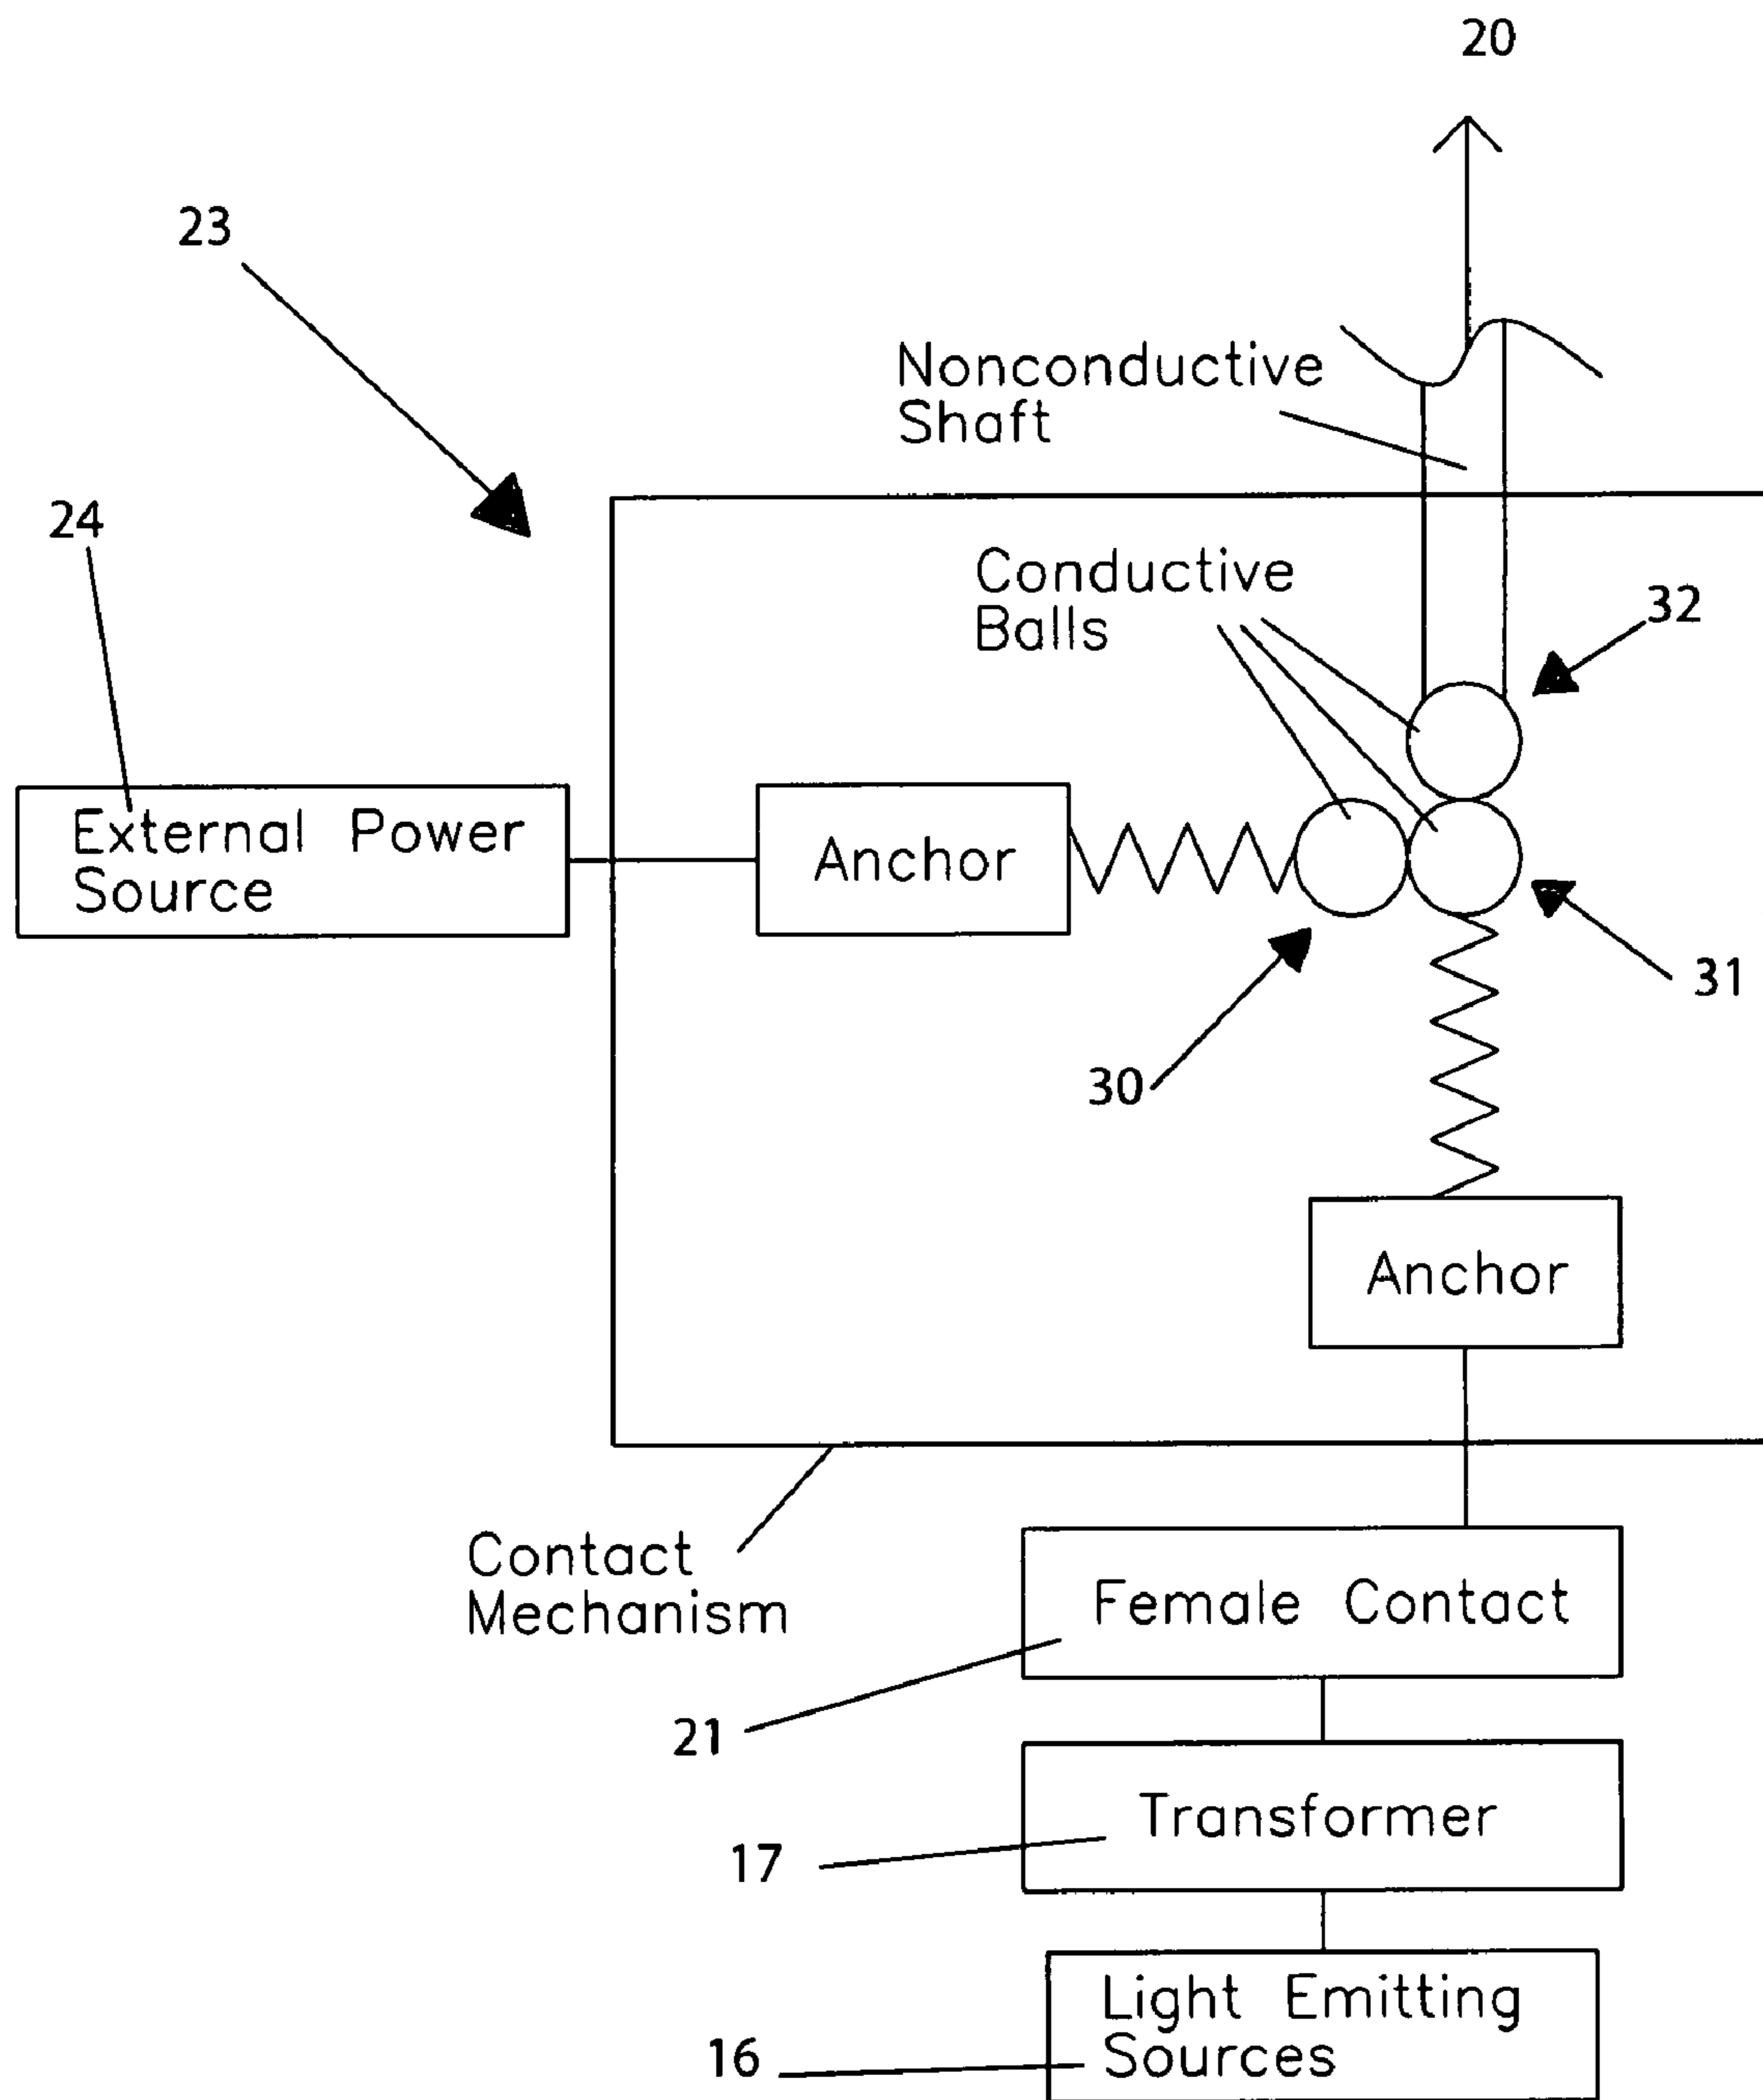 20
23
Nonconductive
Shaft
24
Conductive
Balls
32
External Power
Source
Anchor
31
30
Anchor
Contact
Mechanism
Female Contact
21
Transformer
17
Light Emitting
Sources
16